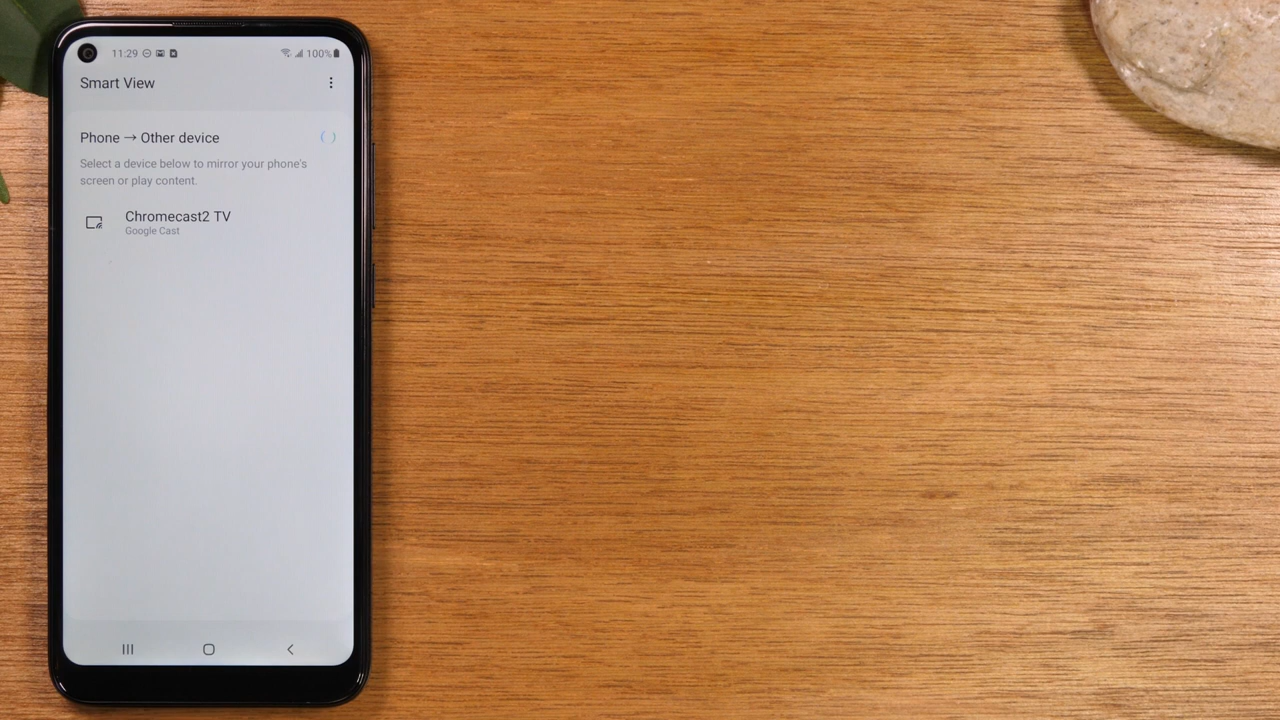 11:29 100%
Smart View
Phone → Other device
Select a device below to mirror your phone's
screen or play content.
Chromecast2 TV
Google Cast